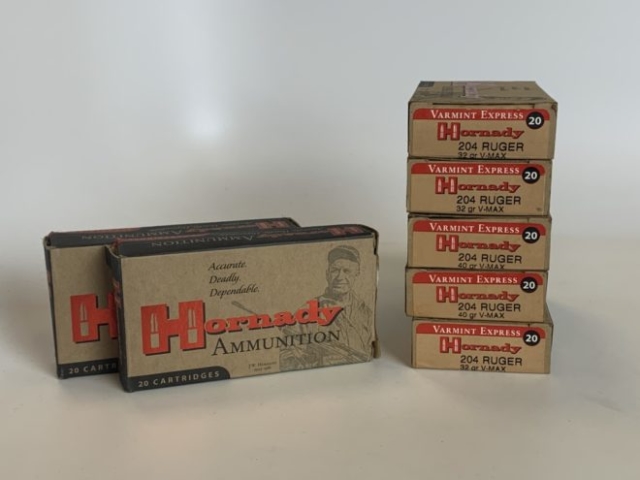 Accurate.
Deadly.
Dependable.
Hornady
AMMUNITION
20 CARTRIDGES
AMMUNITION
H
20 CARTR
VARMINT EXPRESS 20
Hornady
204 RUGER
32 gr V-MAX
VARMINT EXPRESS 20
Hornady
204 RUGER
32 gr V-MAX
VARMINT EXPRESS 20
Hornady
204 RUGER
40 gr V-MAX
VARMINT EXPRESS 20
Hornady
204 RUGER
40 gr V-MAX
VARMINT EXPRESS 20
Hornady
204 RUGER
32 gr V-MAX